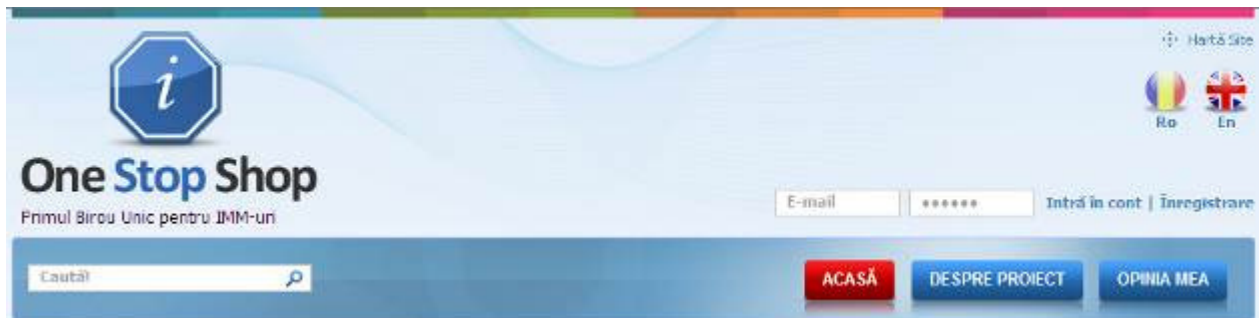 Hartă Site
i
Ro En
One Stop Shop
Primul Birou Unic pentru IMM-uri
E-mail ****** Intră în cont | Înregistrare
Caută!
ACASĂ DESPRE PROIECT OPINIA MEA